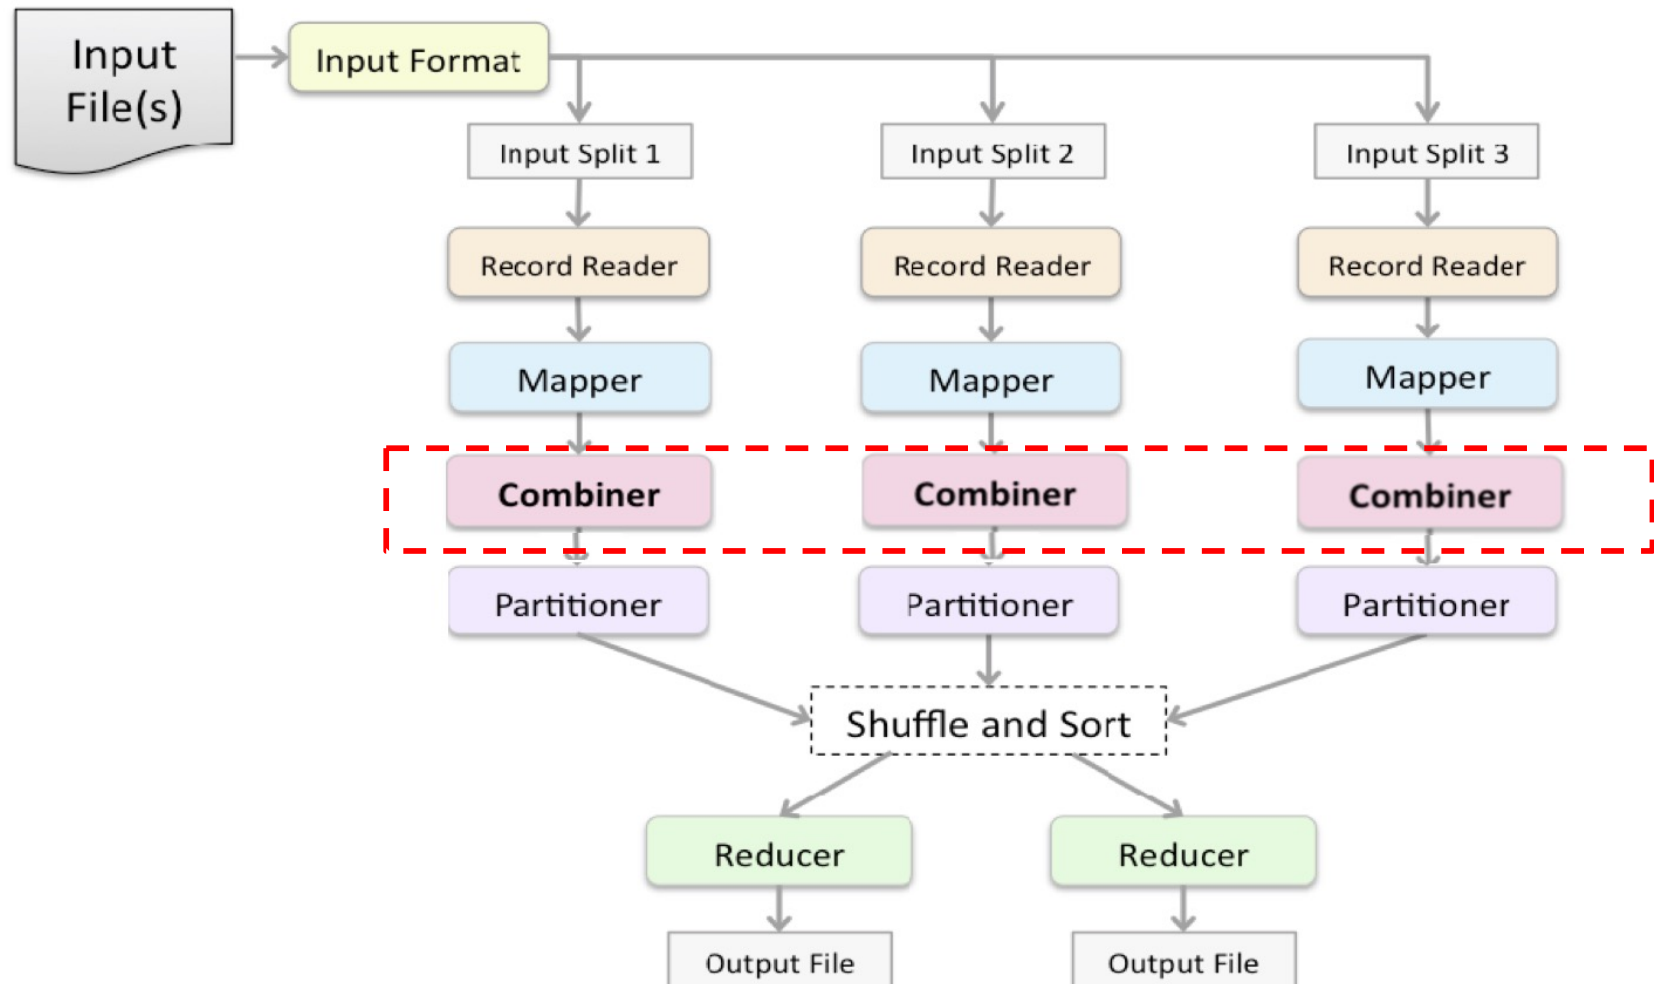 Input
File(s)
Input Format
Input Split 1
Input Split 2
Input Split 3
Record Reader
Record Reader
Record Reader
Mapper
Mapper
Mapper
Combiner
Combiner
Combiner
Partitioner
Partitioner
Partitioner
Shuffle and Sort
Reducer
Reducer
Output File
Output File